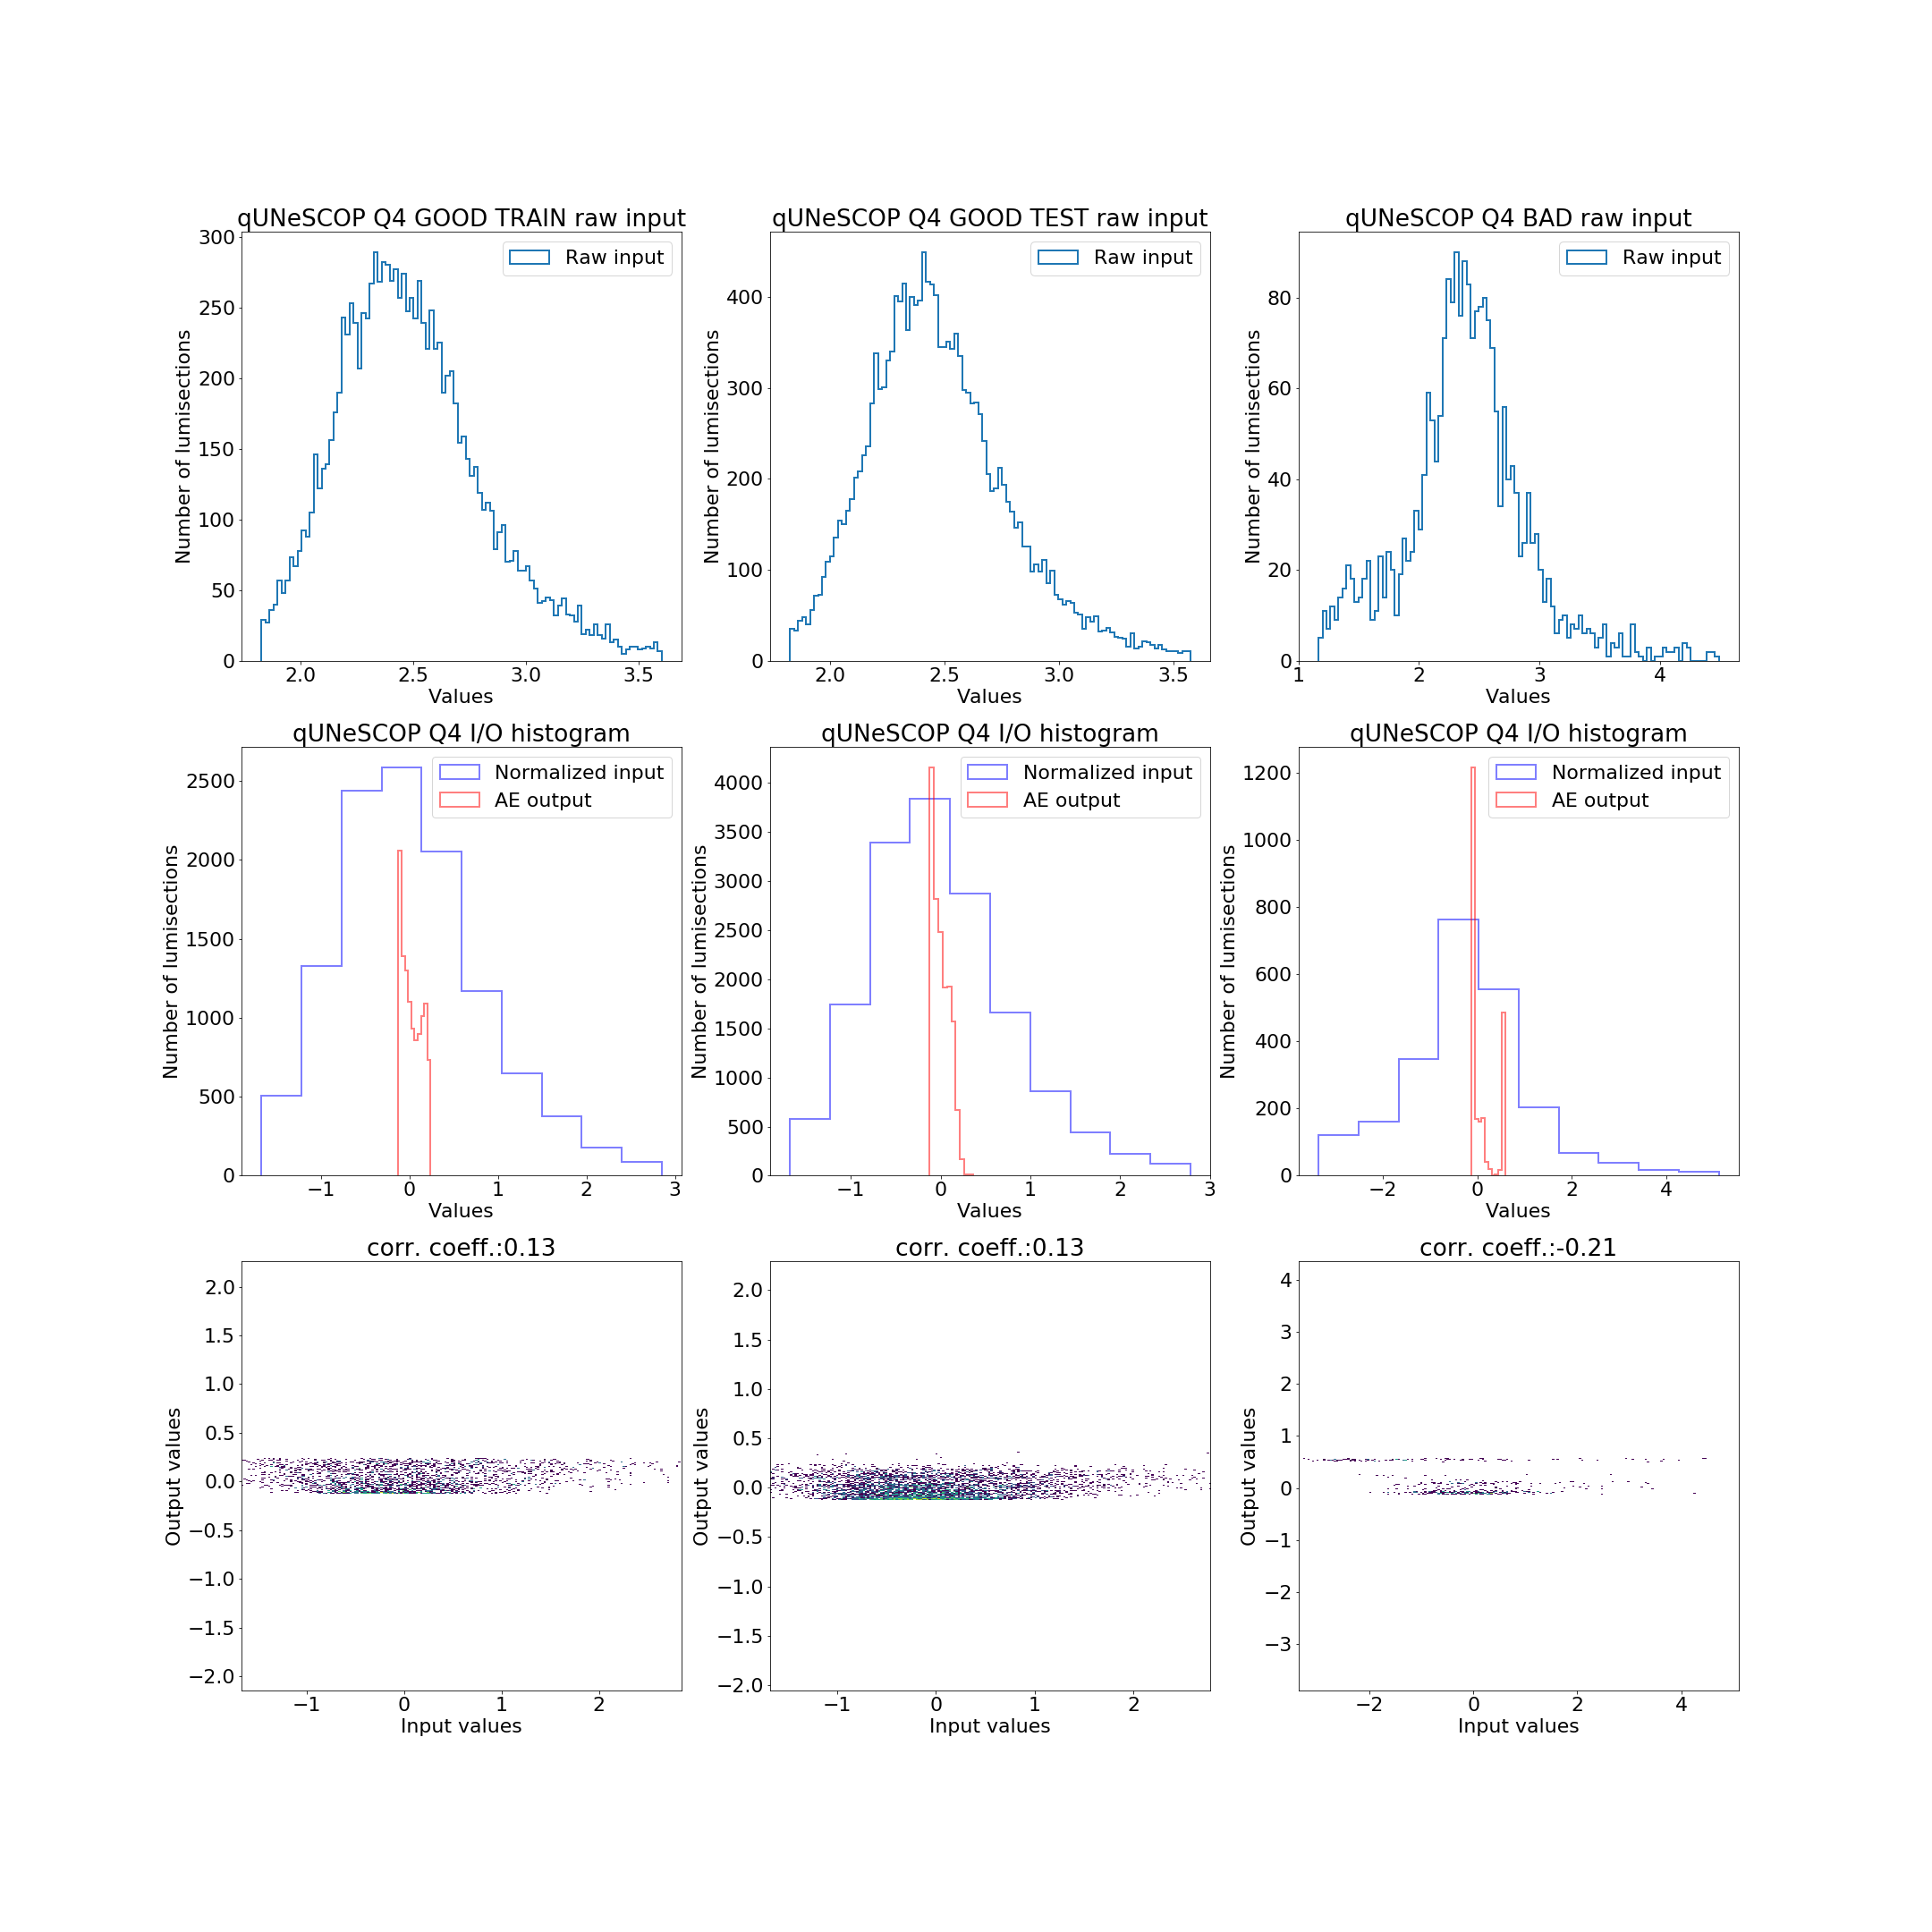 qUNeSCOP Q4 GOOD TRAIN raw input
Raw input
Number of lumisections
300
250
200
150
100
50
0
2.0 2.5 3.0 3.5
Values
qUNeSCOP Q4 GOOD TEST raw input
Raw input
Number of lumisections
400
300
200
100
0
2.0 2.5 3.0 3.5
Values
qUNeSCOP Q4 BAD raw input
Raw input
Number of lumisections
80
60
40
20
0
1 2 3 4
Values
qUNeSCOP Q4 I/O histogram
Normalized input
AE output
Number of lumisections
2500
2000
1500
1000
500
0
−1 0 1 2 3
Values
qUNeSCOP Q4 I/O histogram
Normalized input
AE output
Number of lumisections
4000
3500
3000
2500
2000
1500
1000
500
0
−1 0 1 2 3
Values
qUNeSCOP Q4 I/O histogram
Normalized input
AE output
Number of lumisections
1200
1000
800
600
400
200
0
−2 0 2 4
Values
corr. coeff.:0.13
Output values
2.0
1.5
1.0
0.5
0.0
−0.5
−1.0
−1.5
−2.0
−1 0 1 2
Input values
corr. coeff.:0.13
Output values
2.0
1.5
1.0
0.5
0.0
−0.5
−1.0
−1.5
−2.0
−1 0 1 2
Input values
corr. coeff.:-0.21
Output values
4
3
2
1
0
−1
−2
−3
−2 0 2 4
Input values